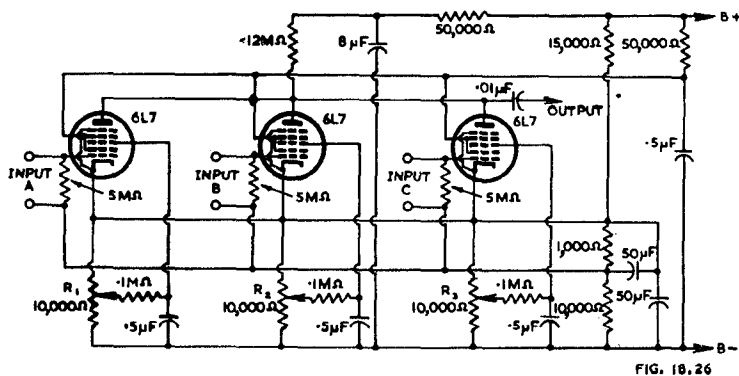 ·12MΩ
8 μF
50,000Ω
15,000Ω
50,000Ω
B+
6L7
6L7
6L7
·01μF
OUTPUT
INPUT A
5MΩ
INPUT B
5MΩ
INPUT C
5MΩ
·5μF
1,000Ω
50μF
R1
10,000Ω
·1MΩ
·5μF
R2
10,000Ω
·1MΩ
·5μF
R3
10,000Ω
·1MΩ
·5μF
10,000Ω
50μF
B-
FIG. 18.26